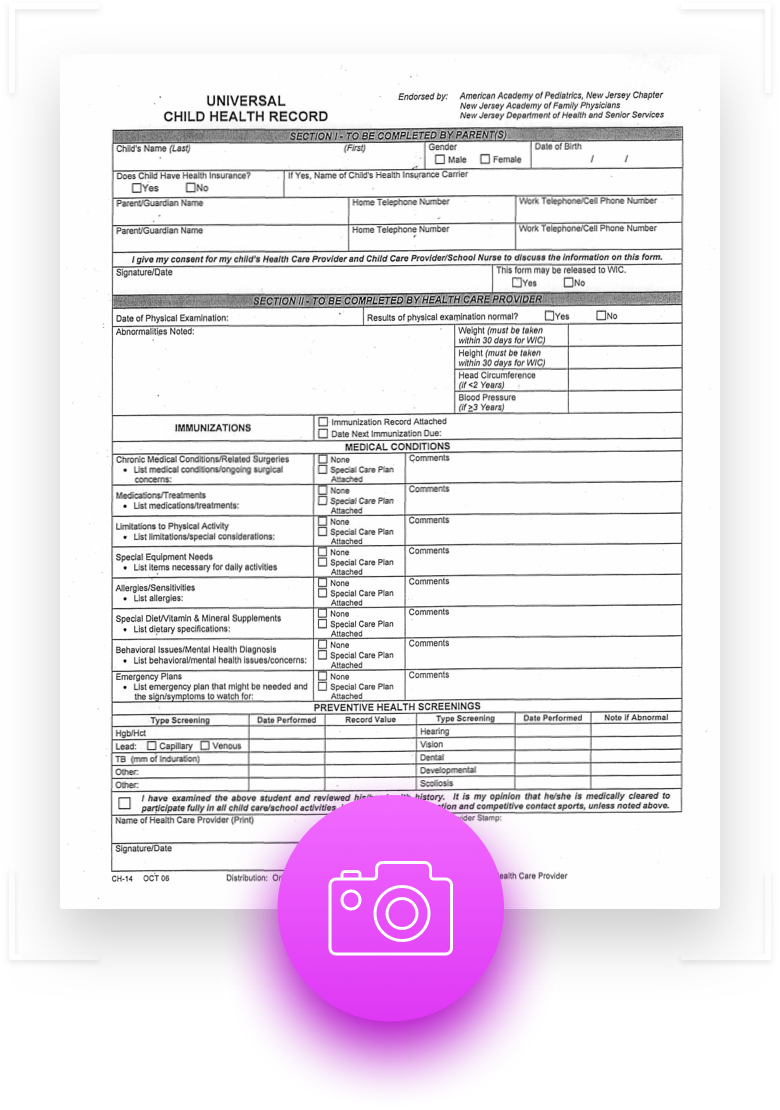 UNIVERSAL
CHILD HEALTH RECORD
Endorsed by: American Academy of Pediatrics, New Jersey Chapter
New Jersey Academy of Family Physicians
New Jersey Department of Health and Senior Services
SECTION I - TO BE COMPLETED BY PARENT(S)
Child's Name (Last) (First) Gender Date of Birth
Male Female / /
Does Child Have Health Insurance? If Yes, Name of Child's Health Insurance Carrier
Yes No
Parent/Guardian Name Home Telephone Number Work Telephone/Cell Phone Number
Parent/Guardian Name Home Telephone Number Work Telephone/Cell Phone Number
I give my consent for my child's Health Care Provider and Child Care Provider/School Nurse to discuss the information on this form.
Signature/Date This form may be released to WIC.
Yes No
SECTION II - TO BE COMPLETED BY HEALTH CARE PROVIDER
Date of Physical Examination: Results of physical examination normal? Yes No
Abnormalities Noted: Weight (must be taken
within 30 days for WIC)
Height (must be taken
within 30 days for WIC)
Head Circumference
(if <2 Years)
Blood Pressure
(if ≥3 Years)
IMMUNIZATIONS
Immunization Record Attached
Date Next Immunization Due:
MEDICAL CONDITIONS
Chronic Medical Conditions/Related Surgeries
• List medical conditions/ongoing surgical
concerns:
None
Special Care Plan
Attached
Comments
Medications/Treatments
• List medications/treatments:
None
Special Care Plan
Attached
Comments
Limitations to Physical Activity
• List limitations/special considerations:
None
Special Care Plan
Attached
Comments
Special Equipment Needs
• List items necessary for daily activities
None
Special Care Plan
Attached
Comments
Allergies/Sensitivities
• List allergies:
None
Special Care Plan
Attached
Comments
Special Diet/Vitamin & Mineral Supplements
• List dietary specifications:
None
Special Care Plan
Attached
Comments
Behavioral Issues/Mental Health Diagnosis
• List behavioral/mental health issues/concerns:
None
Special Care Plan
Attached
Comments
Emergency Plans
• List emergency plan that might be needed and
the sign/symptoms to watch for:
None
Special Care Plan
Attached
Comments
PREVENTIVE HEALTH SCREENINGS
Type Screening Date Performed Record Value Type Screening Date Performed Note if Abnormal
Hgb/Hct Hearing
Lead: Capillary Venous Vision
TB (mm of Induration) Dental
Other: Developmental
Other: Scoliosis
I have examined the above student and reviewed history. It is my opinion that he/she is medically cleared to
participate fully in all child care/school activities, and competitive contact sports, unless noted above.
Name of Health Care Provider (Print) Stamp:
Signature/Date
CH-14 OCT 06 Distribution: Health Care Provider